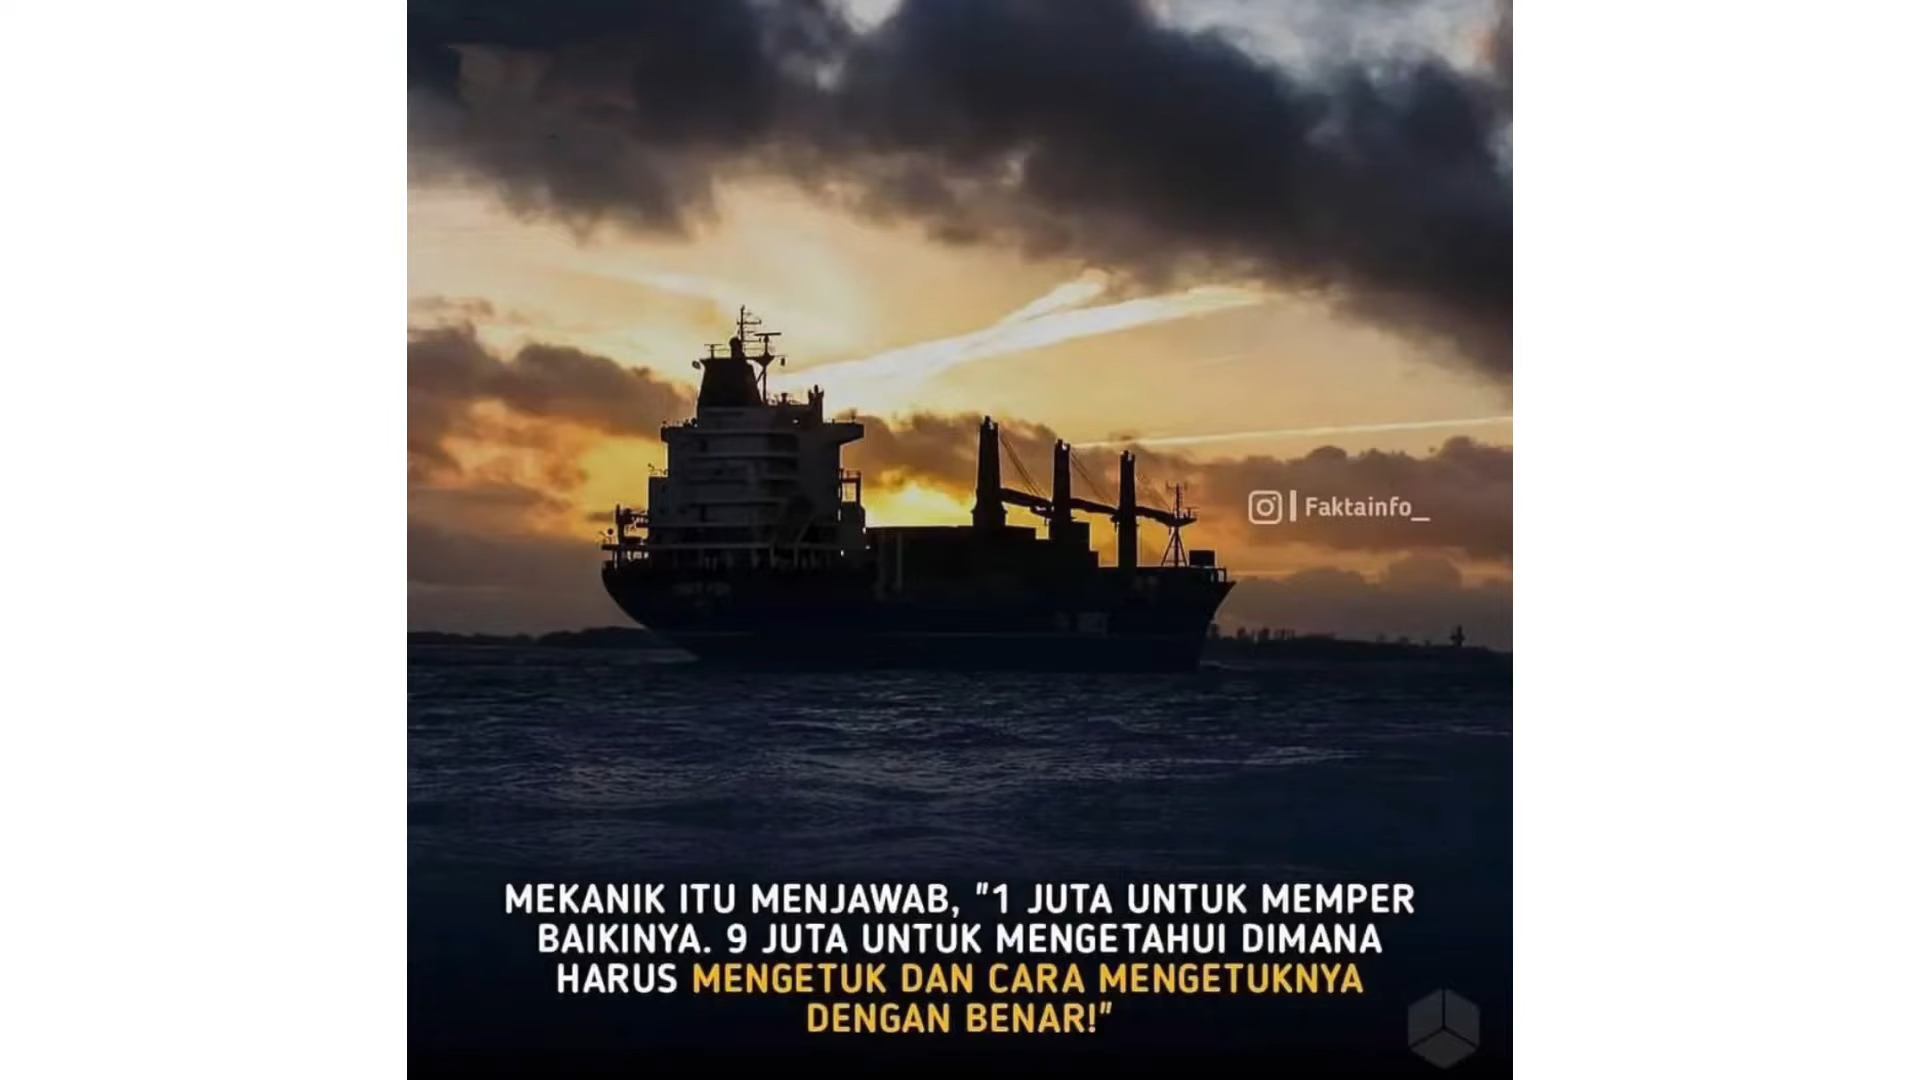 Faktainfo_
MEKANIK ITU MENJAWAB, "1 JUTA UNTUK MEMPER
BAIKINYA. 9 JUTA UNTUK MENGETAHUI DIMANA
HARUS MENGETUK DAN CARA MENGETUKNYA
DENGAN BENAR!"